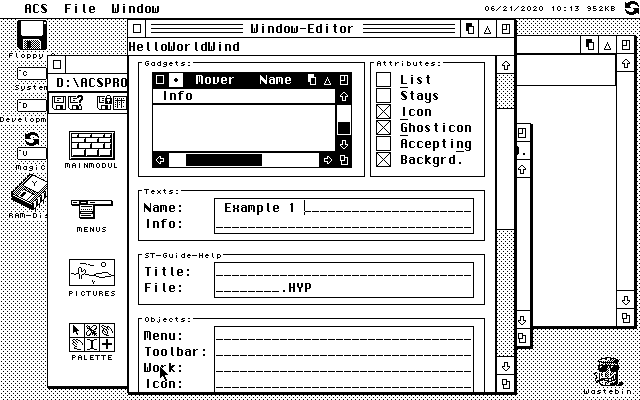 ACS File Window 06/21/2020 10:13 952KB
Window-Editor
HelloWorldWind
Floppy
C
System
D
Developm
U
Magic
RAM-Dis
D:\ACSPRO
MAINMODUL
MENUS
PICTURES
PALETTE
Gadgets:
Mover Name
Info
Attributes:
List
Stays
Icon
Ghosticon
Accepting
Backgrd.
Texts:
Name: Example 1
Info:
ST-Guide-Help
Title:
File: ________.HYP
Objects:
Menu:
Toolbar:
Work:
Icon:
Wastebin